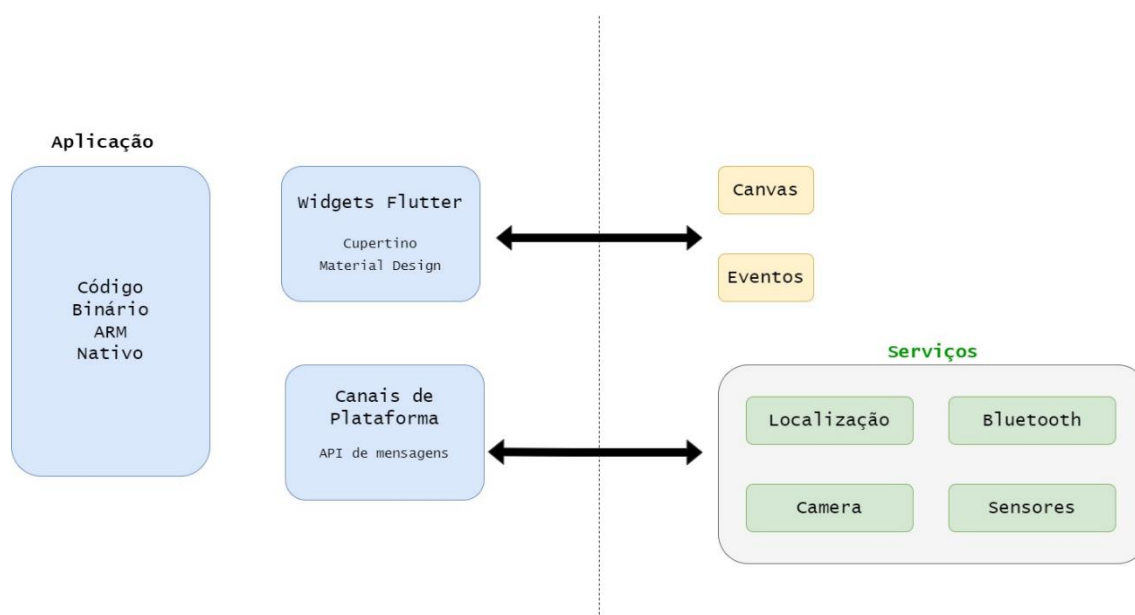 Aplicação
Código
Binário
ARM
Nativo
Widgets Flutter
Cupertino
Material Design
Canais de
Plataforma
API de mensagens
Canvas
Eventos
Serviços
Localização
Bluetooth
Camera
Sensores